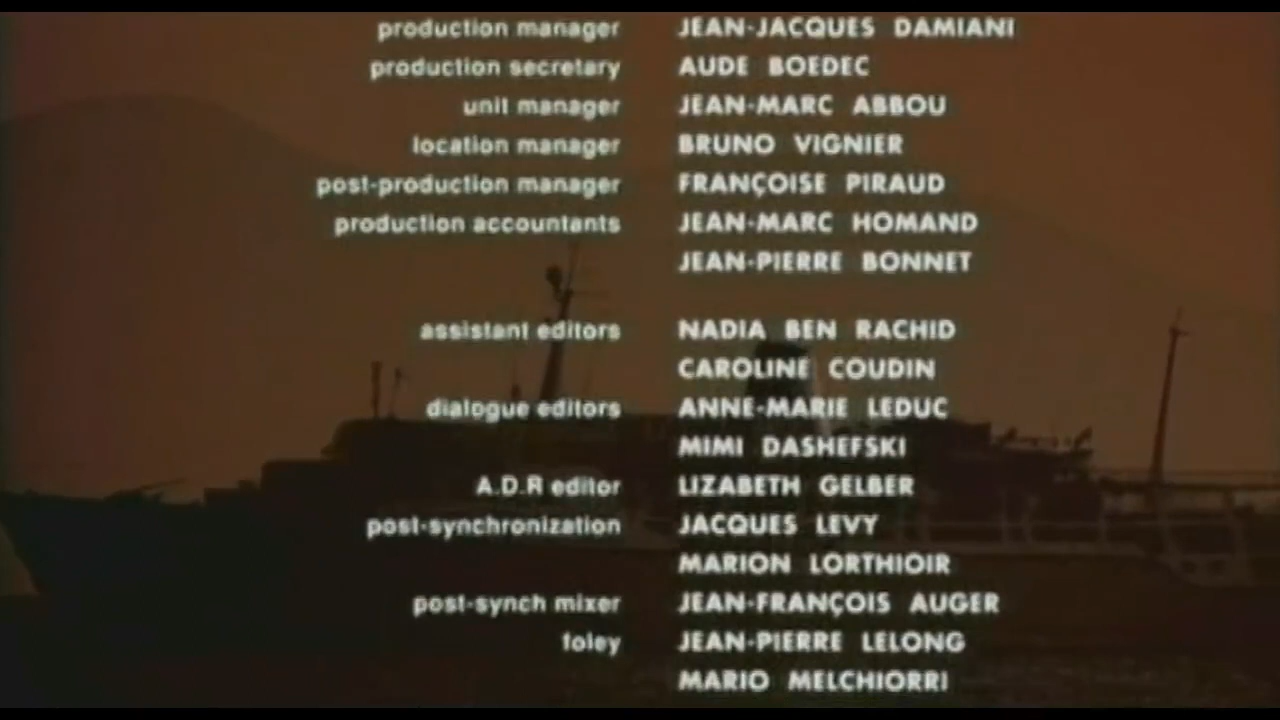 production manager JEAN-JACQUES DAMIANI
production secretary AUDE BOEDEC
unit manager JEAN-MARC ABBOU
location manager BRUNO VIGNIER
post-production manager FRANÇOISE PIRAUD
production accountants JEAN-MARC HOMAND
JEAN-PIERRE BONNET
assistant editors NADIA BEN RACHID
CAROLINE COUDIN
dialogue editors ANNE-MARIE LEDUC
MIMI DASHEFSKI
A.D.R editor LIZABETH GELBER
post-synchronization JACQUES LEVY
MARION LORTHIOIR
post-synch mixer JEAN-FRANÇOIS AUGER
foley JEAN-PIERRE LELONG
MARIO MELCHIORRI